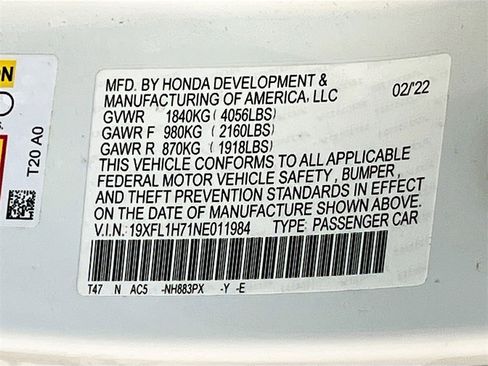 MFD. BY HONDA DEVELOPMENT &
MANUFACTURING OF AMERICA, LLC 02/'22
GVWR 1840KG (4056LBS)
GAWR F 980KG (2160LBS)
GAWR R 870KG (1918LBS)
THIS VEHICLE CONFORMS TO ALL APPLICABLE
FEDERAL MOTOR VEHICLE SAFETY, BUMPER,
AND THEFT PREVENTION STANDARDS IN EFFECT
ON THE DATE OF MANUFACTURE SHOWN ABOVE.
V.I.N.: 19XFL1H71NE011984 TYPE: PASSENGER CAR
T47 N AC5 -NH883PX -Y -E
T20 A0